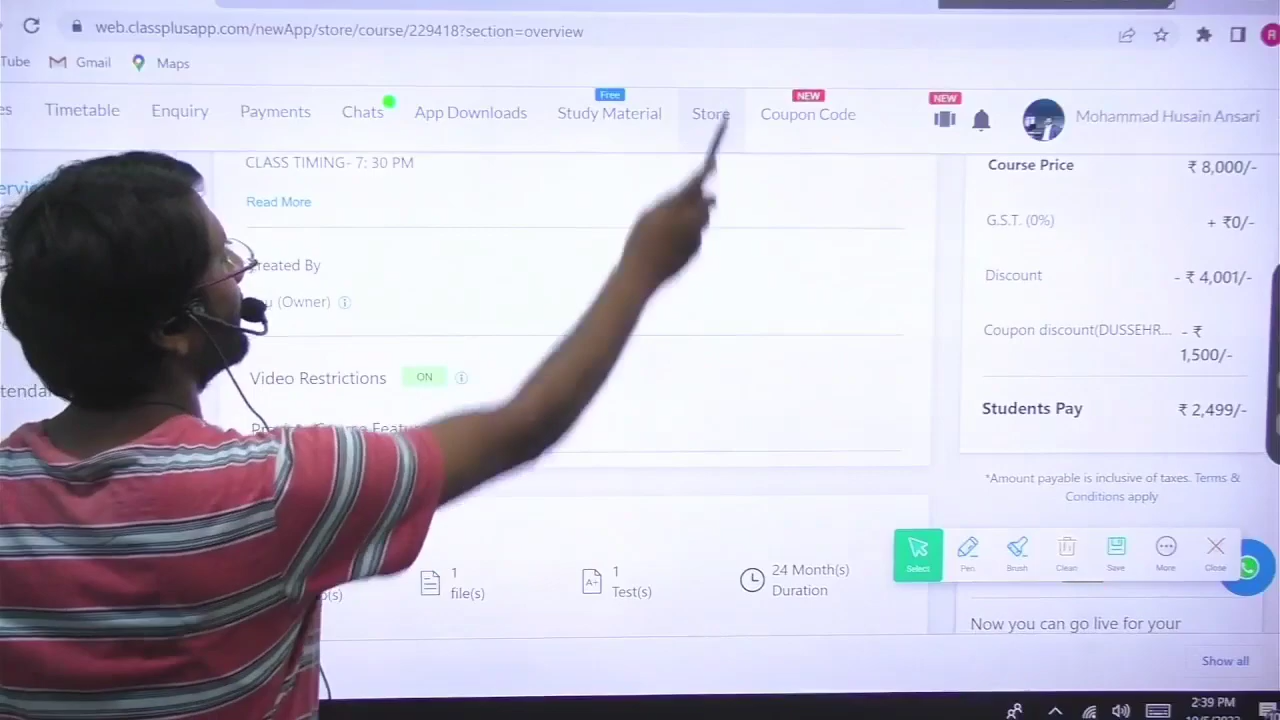 web.classplusapp.com/newApp/store/course/229418?section=overview
Tube Gmail Maps
Timetable Enquiry Payments Chats App Downloads Free Study Material Store NEW Coupon Code NEW Mohammad Husain Ansari
CLASS TIMING- 7: 30 PM
Read More
Created By
(Owner)
Video Restrictions ON
1 file(s)
1 Test(s)
24 Month(s) Duration
Course Price ₹ 8,000/-
G.S.T. (0%) + ₹0/-
Discount - ₹ 4,001/-
Coupon discount(DUSSEHR... - ₹
1,500/-
Students Pay ₹ 2,499/-
*Amount payable is inclusive of taxes. Terms &
Conditions apply
Select Pen Brush Clean Save More Close
Now you can go live for your
Show all
2:39 PM